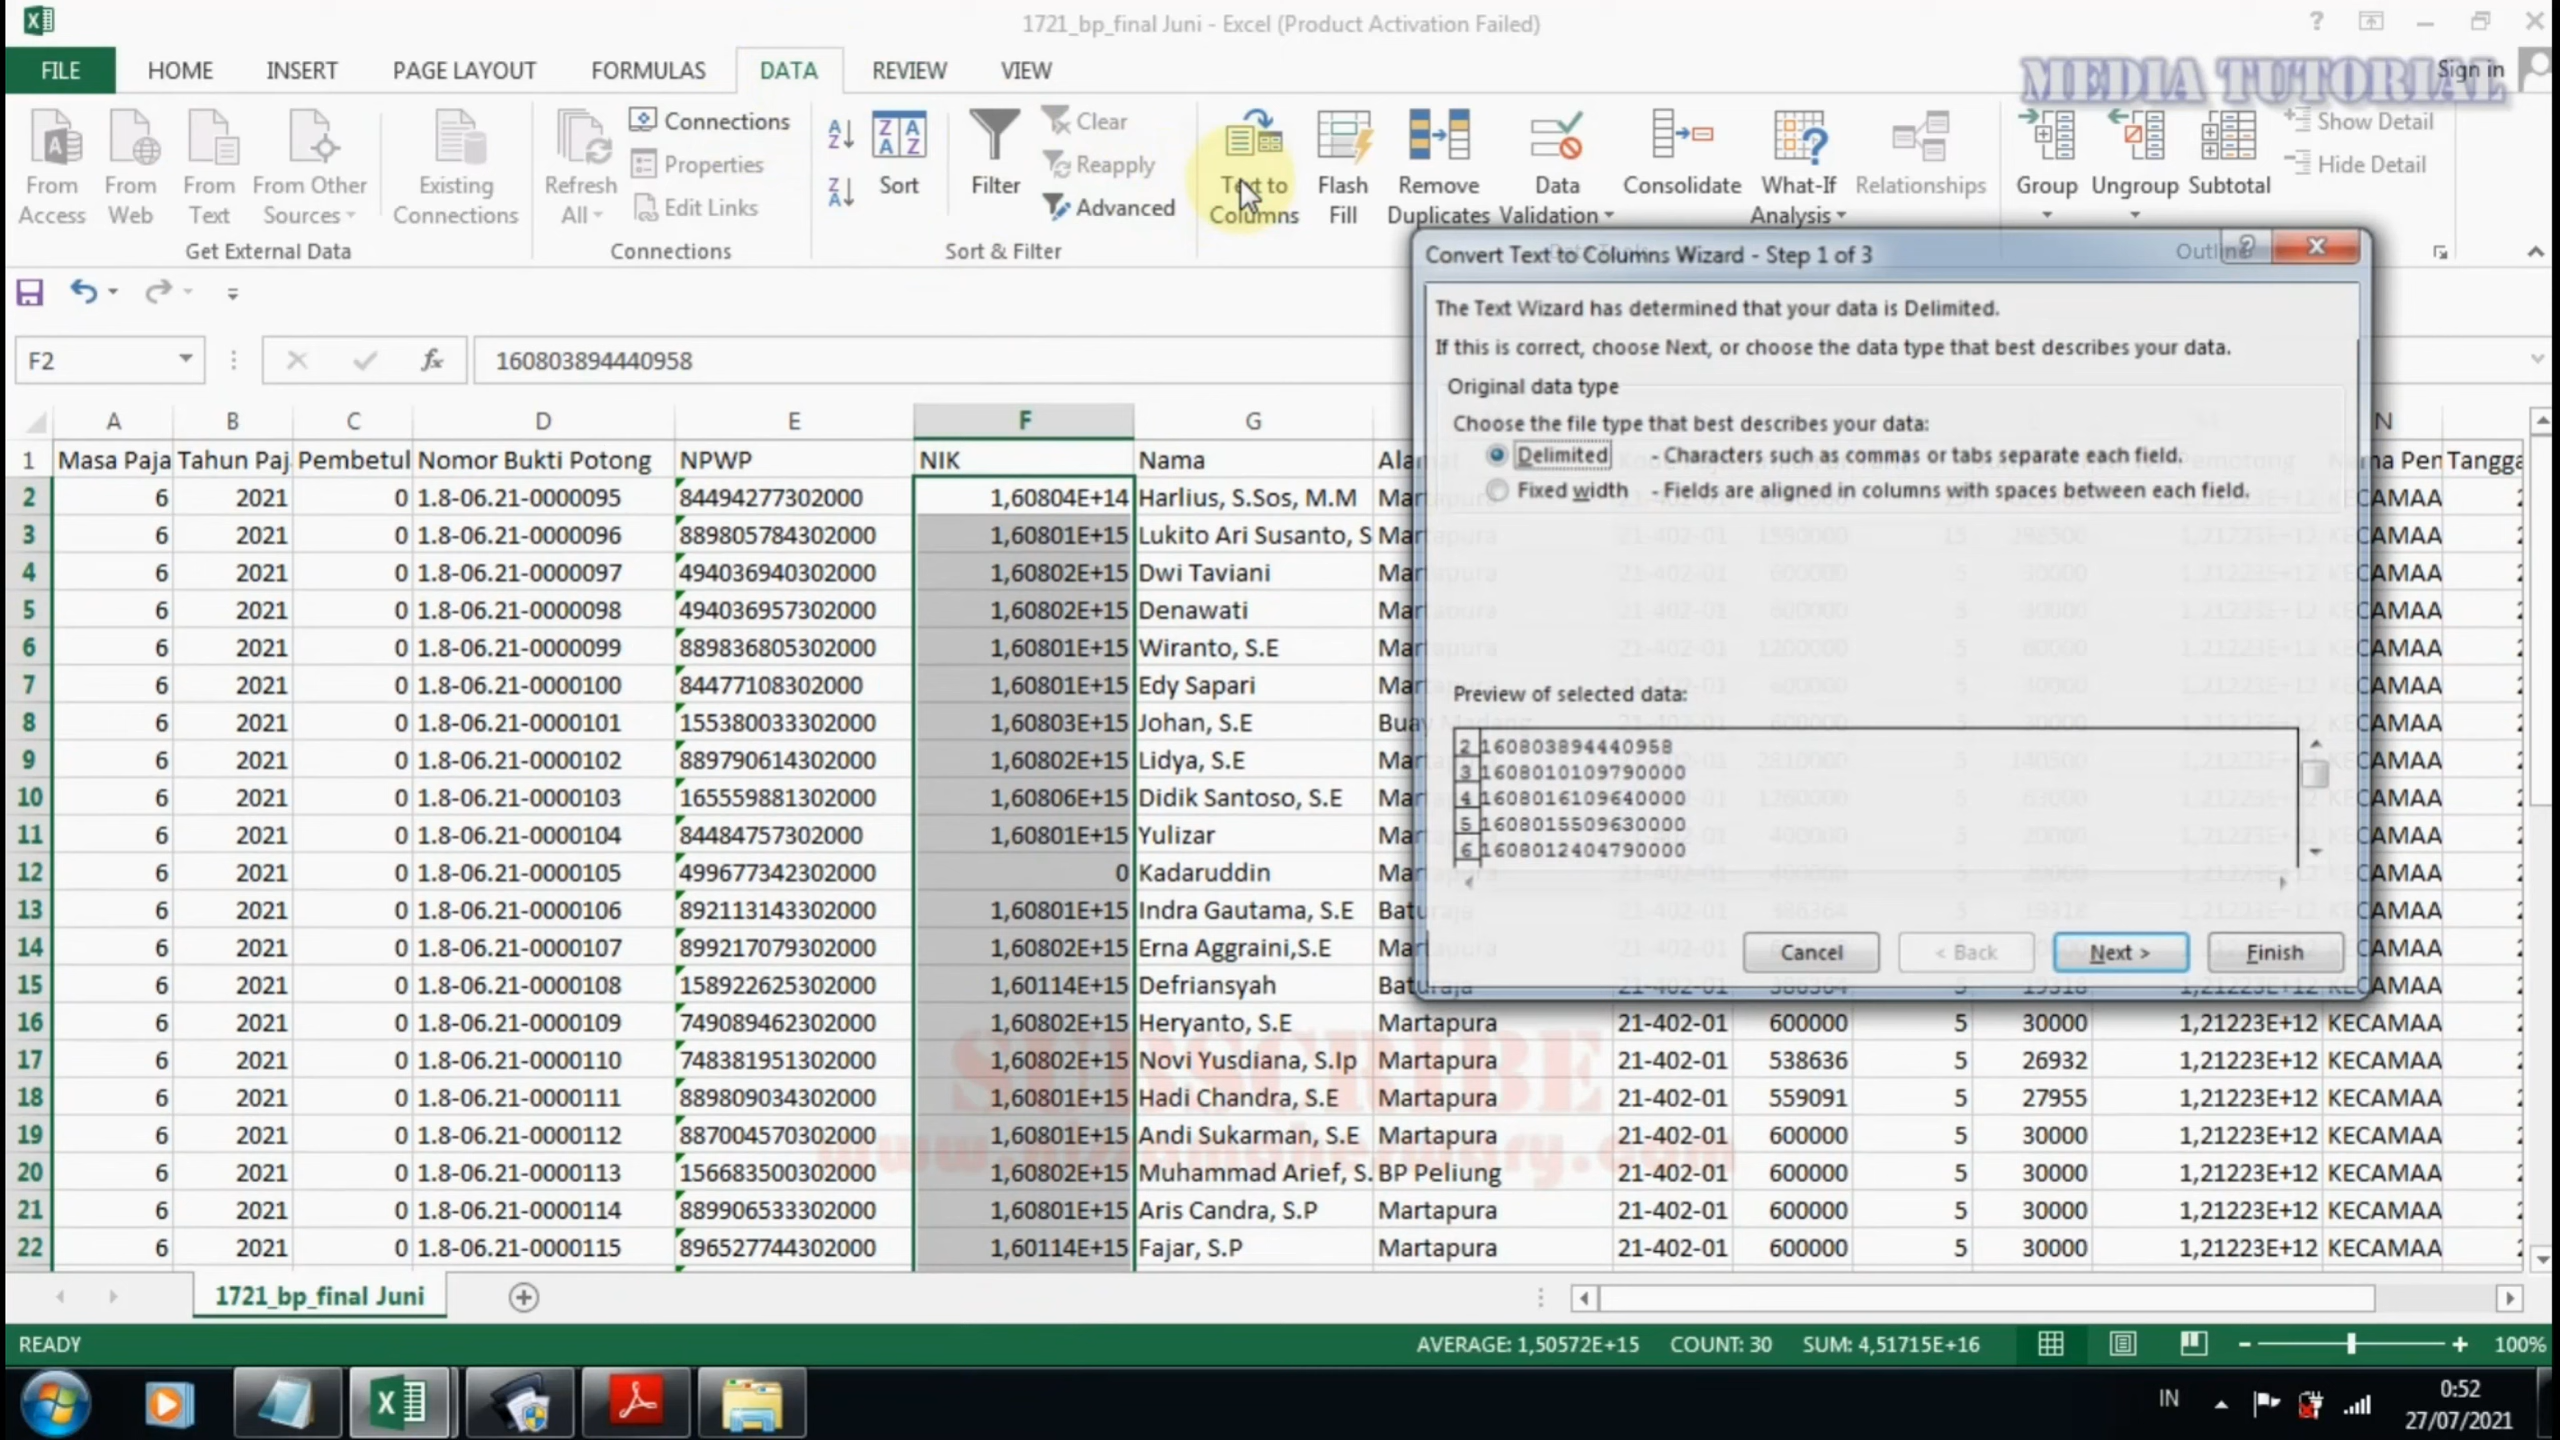 1721_bp_final Juni - Excel (Product Activation Failed)
FILE HOME INSERT PAGE LAYOUT FORMULAS DATA REVIEW VIEW Sign in
MEDIA TUTORIAL
From Access From Web From Text From Other Sources Existing Connections
Refresh All Connections Properties Edit Links
Sort Filter Clear Reapply Advanced
Text to Columns Flash Fill Remove Duplicates Data Validation Consolidate What-If Analysis Relationships
Group Ungroup Subtotal Show Detail Hide Detail
Get External Data Connections Sort & Filter Outline
F2 fx 160803894440958
A B C D E F G N
1 Masa Paja Tahun Paj Pembetul Nomor Bukti Potong NPWP NIK Nama Tangga
2 6 2021 0 1.8-06.21-0000095 84494277302000 1,60804E+14 Harlius, S.Sos, M.M
3 6 2021 0 1.8-06.21-0000096 889805784302000 1,60801E+15 Lukito Ari Susanto, S Martapura
4 6 2021 0 1.8-06.21-0000097 494036940302000 1,60802E+15 Dwi Taviani Martapura
5 6 2021 0 1.8-06.21-0000098 494036957302000 1,60802E+15 Denawati Martapura
6 6 2021 0 1.8-06.21-0000099 889836805302000 1,60801E+15 Wiranto, S.E Martapura
7 6 2021 0 1.8-06.21-0000100 84477108302000 1,60801E+15 Edy Sapari Martapura
8 6 2021 0 1.8-06.21-0000101 155380033302000 1,60803E+15 Johan, S.E Buay Madang
9 6 2021 0 1.8-06.21-0000102 889790614302000 1,60802E+15 Lidya, S.E
10 6 2021 0 1.8-06.21-0000103 165559881302000 1,60806E+15 Didik Santoso, S.E
11 6 2021 0 1.8-06.21-0000104 84484757302000 1,60801E+15 Yulizar
12 6 2021 0 1.8-06.21-0000105 499677342302000 0 Kadaruddin
13 6 2021 0 1.8-06.21-0000106 892113143302000 1,60801E+15 Indra Gautama, S.E Baturaja
14 6 2021 0 1.8-06.21-0000107 899217079302000 1,60802E+15 Erna Aggraini,S.E Martapura
15 6 2021 0 1.8-06.21-0000108 158922625302000 1,60114E+15 Defriansyah Baturaja
16 6 2021 0 1.8-06.21-0000109 749089462302000 1,60802E+15 Heryanto, S.E Martapura 21-402-01 600000 5 30000 1,21223E+12 KECAMAA
17 6 2021 0 1.8-06.21-0000110 748381951302000 1,60802E+15 Novi Yusdiana, S.Ip Martapura 21-402-01 538636 5 26932 1,21223E+12 KECAMAA
18 6 2021 0 1.8-06.21-0000111 889809034302000 1,60801E+15 Hadi Chandra, S.E Martapura 21-402-01 559091 5 27955 1,21223E+12 KECAMAA
19 6 2021 0 1.8-06.21-0000112 887004570302000 1,60801E+15 Andi Sukarman, S.E Martapura 21-402-01 600000 5 30000 1,21223E+12 KECAMAA
20 6 2021 0 1.8-06.21-0000113 156683500302000 1,60802E+15 Muhammad Arief, S. BP Peliung 21-402-01 600000 5 30000 1,21223E+12 KECAMAA
21 6 2021 0 1.8-06.21-0000114 889906533302000 1,60801E+15 Aris Candra, S.P Martapura 21-402-01 600000 5 30000 1,21223E+12 KECAMAA
22 6 2021 0 1.8-06.21-0000115 896527744302000 1,60114E+15 Fajar, S.P Martapura 21-402-01 600000 5 30000 1,21223E+12 KECAMAA
Convert Text to Columns Wizard - Step 1 of 3
The Text Wizard has determined that your data is Delimited.
If this is correct, choose Next, or choose the data type that best describes your data.
Original data type
Choose the file type that best describes your data:
Delimited - Characters such as commas or tabs separate each field.
Fixed width - Fields are aligned in columns with spaces between each field.
Preview of selected data:
2 160803894440958
3 1608010109790000
4 1608016109640000
5 1608015509630000
6 1608012404790000
Cancel < Back Next > Finish
SUBSCRIBE
1721_bp_final Juni
READY AVERAGE: 1,50572E+15 COUNT: 30 SUM: 4,51715E+16 100%
IN 0:52
27/07/2021